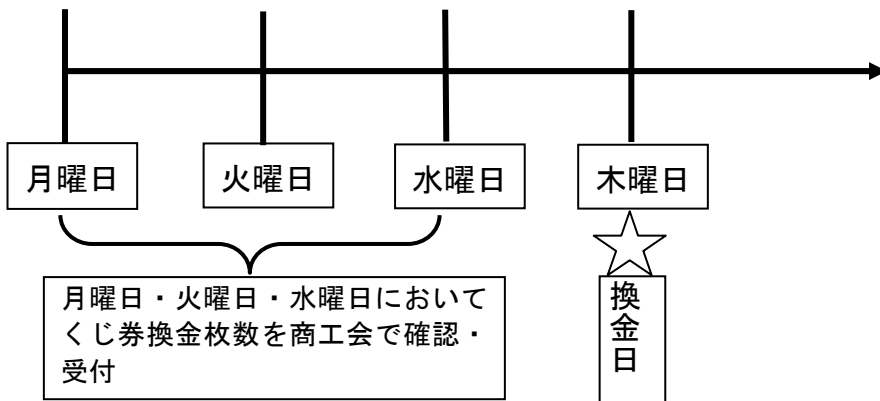 月曜日
火曜日
水曜日
木曜日
月曜日・火曜日・水曜日において
くじ券換金枚数を商工会で確認・
受付
換金日